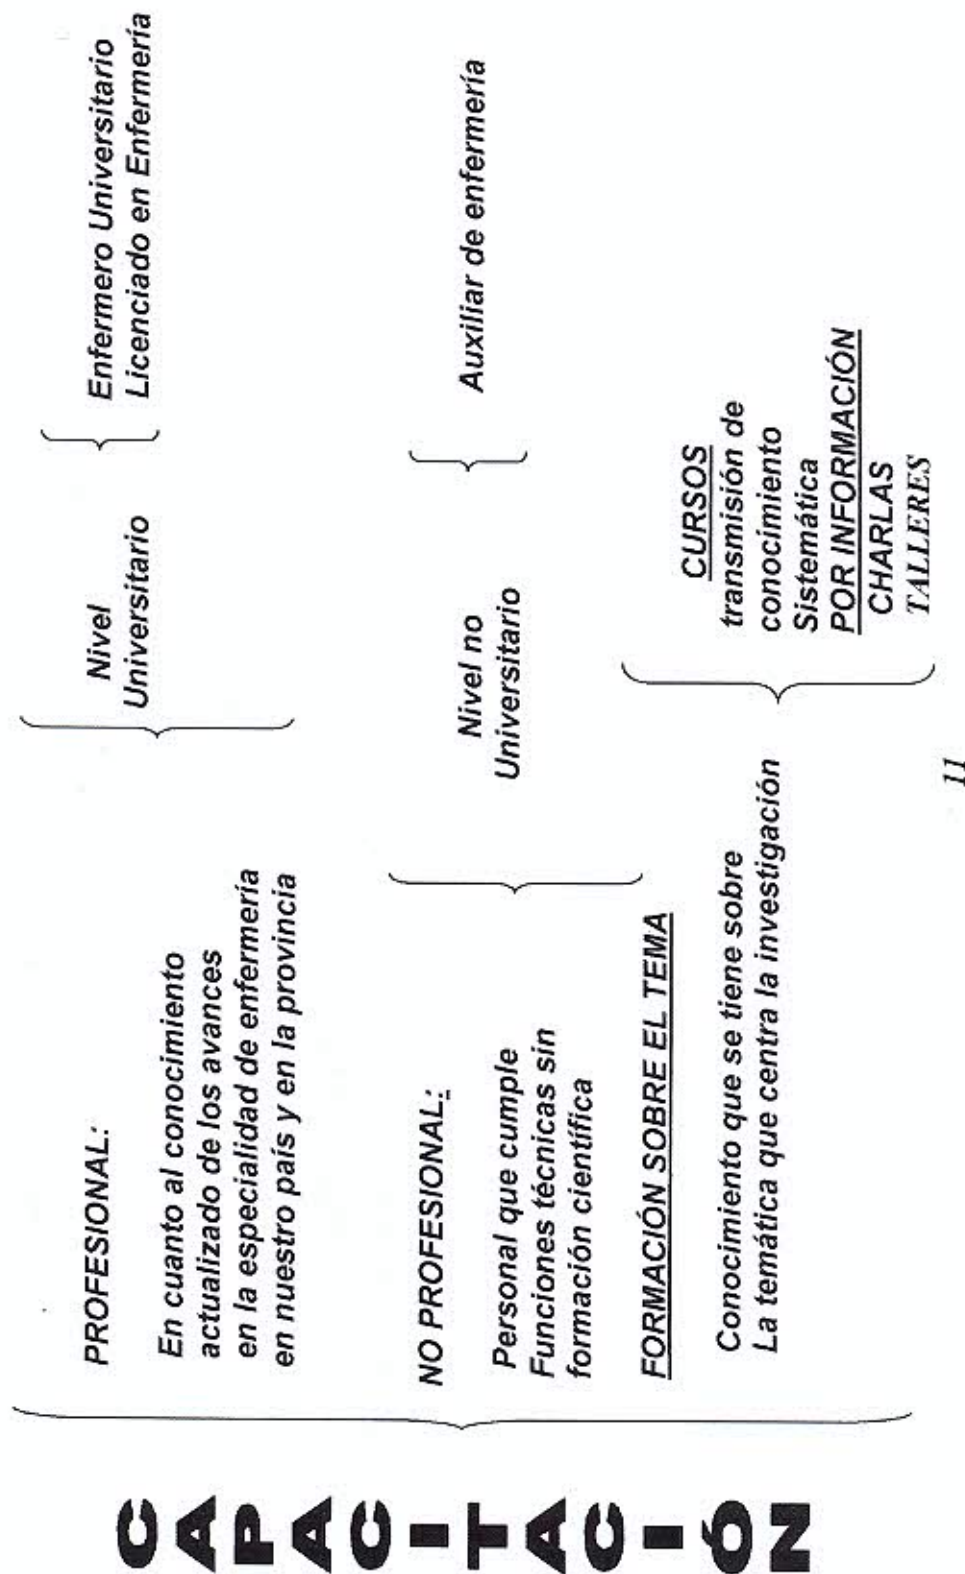 CAPACITACIÓN
PROFESIONAL:
En cuanto al conocimiento
actualizado de los avances
en la especialidad de enfermería
en nuestro país y en la provincia
Nivel
Universitario
Enfermero Universitario
Licenciado en Enfermería
NO PROFESIONAL:
Personal que cumple
Funciones técnicas sin
formación científica
Nivel no
Universitario
Auxiliar de enfermería
FORMACIÓN SOBRE EL TEMA
Conocimiento que se tiene sobre
La temática que centra la investigación
CURSOS
transmisión de
conocimiento
Sistemática
POR INFORMACIÓN
CHARLAS
TALLERES
11